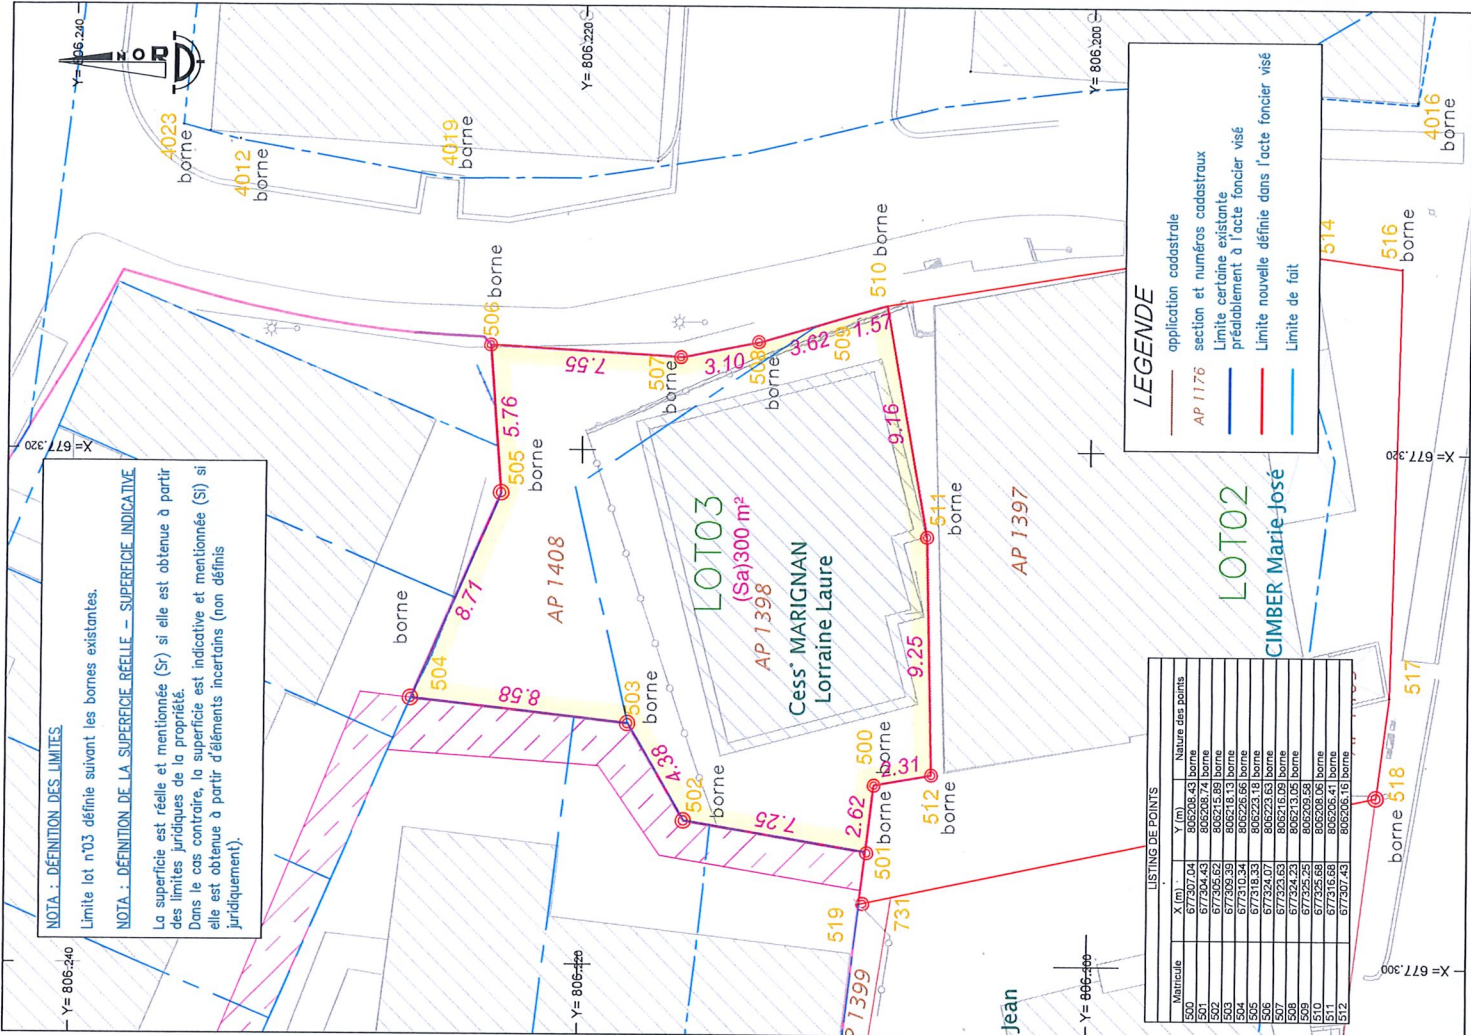 NORD
Y= 806.240
Y= 806.220
Y= 806.200
4023
borne
4012
borne
4019
borne
4016
borne
X= 677.320
NOTA : DÉFINITION DES LIMITES
Limite lot n°03 définie suivant les bornes existantes.
NOTA : DÉFINITION DE LA SUPERFICIE RÉELLE – SUPERFICIE INDICATIVE
La superficie est réelle et mentionnée (Sr) si elle est obtenue à partir
des limites juridiques de la propriété.
Dans le cas contraire, la superficie est indicative et mentionnée (Si) si
elle est obtenue à partir d'éléments incertains (non définis
juridiquement).
506 borne
5.76
505
borne
7.55
507
borne
3.10
508
borne
3.62
509
1.57
510 borne
9.16
511
borne
9.25
8.71
borne
504
8.58
503
borne
4.38
502
borne
7.25
500
borne
2.62
501
borne
2.31
512
borne
AP 1408
LOT03
(Sa)300 m²
AP 1398
Cess° MARIGNAN
Lorraine Laure
AP 1397
LOT02
CIMBER Marie José
LEGENDE
application cadastrale
AP 1176 section et numéros cadastraux
Limite certaine existante
préalablement à l'acte foncier visé
Limite nouvelle définie dans l'acte foncier visé
Limite de fait
514
516
borne
517
518
borne
519
731
1399
Jean
X= 677.320
X= 677.300
Y= 806.240
Y= 806.220
Y= 806.200
LISTING DE POINTS
Matricule X (m) Y (m) Nature des points
500 677307.04 806208.43 borne
501 677304.43 806208.74 borne
502 677305.62 806215.89 borne
503 677309.39 806218.13 borne
504 677310.34 806226.66 borne
505 677318.33 806223.18 borne
506 677324.07 806223.63 borne
507 677323.63 806216.09 borne
508 677324.23 806213.05 borne
509 677325.25 806209.58
510 677325.68 806208.06 borne
511 677316.68 806206.41 borne
512 677307.43 806206.16 borne